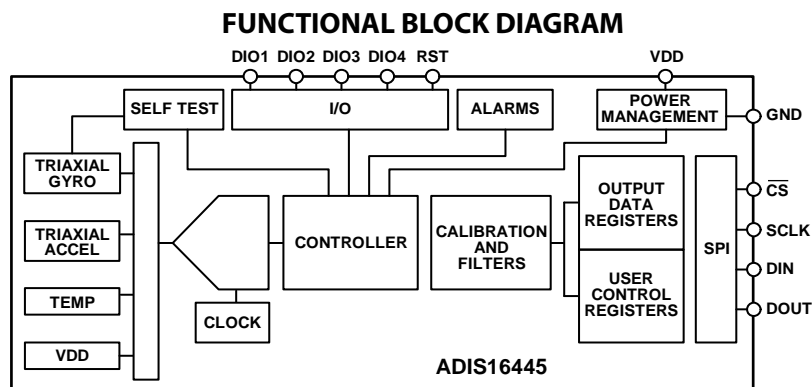 FUNCTIONAL BLOCK DIAGRAM
DIO1 DIO2 DIO3 DIO4 RST VDD
SELF TEST
I/O
ALARMS
POWER
MANAGEMENT
GND
TRIAXIAL
GYRO
TRIAXIAL
ACCEL
TEMP
VDD
CLOCK
CONTROLLER
CALIBRATION
AND
FILTERS
OUTPUT
DATA
REGISTERS
USER
CONTROL
REGISTERS
SPI
CS
SCLK
DIN
DOUT
ADIS16445